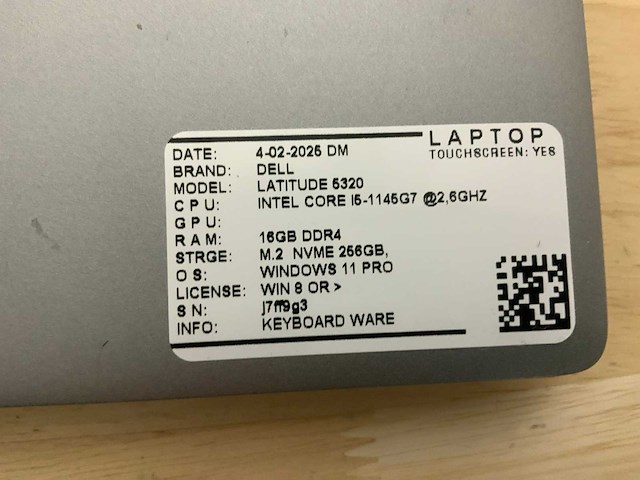 LAPTOP
TOUCHSCREEN: YES
DATE: 4-02-2025 DM
BRAND: DELL
MODEL: LATITUDE 5320
CPU: INTEL CORE I5-1145G7 @2,6GHZ
GPU:
RAM: 16GB DDR4
STRGE: M.2 NVME 256GB,
OS: WINDOWS 11 PRO
LICENSE: WIN 8 OR >
SN: j7ff9g3
INFO: KEYBOARD WARE